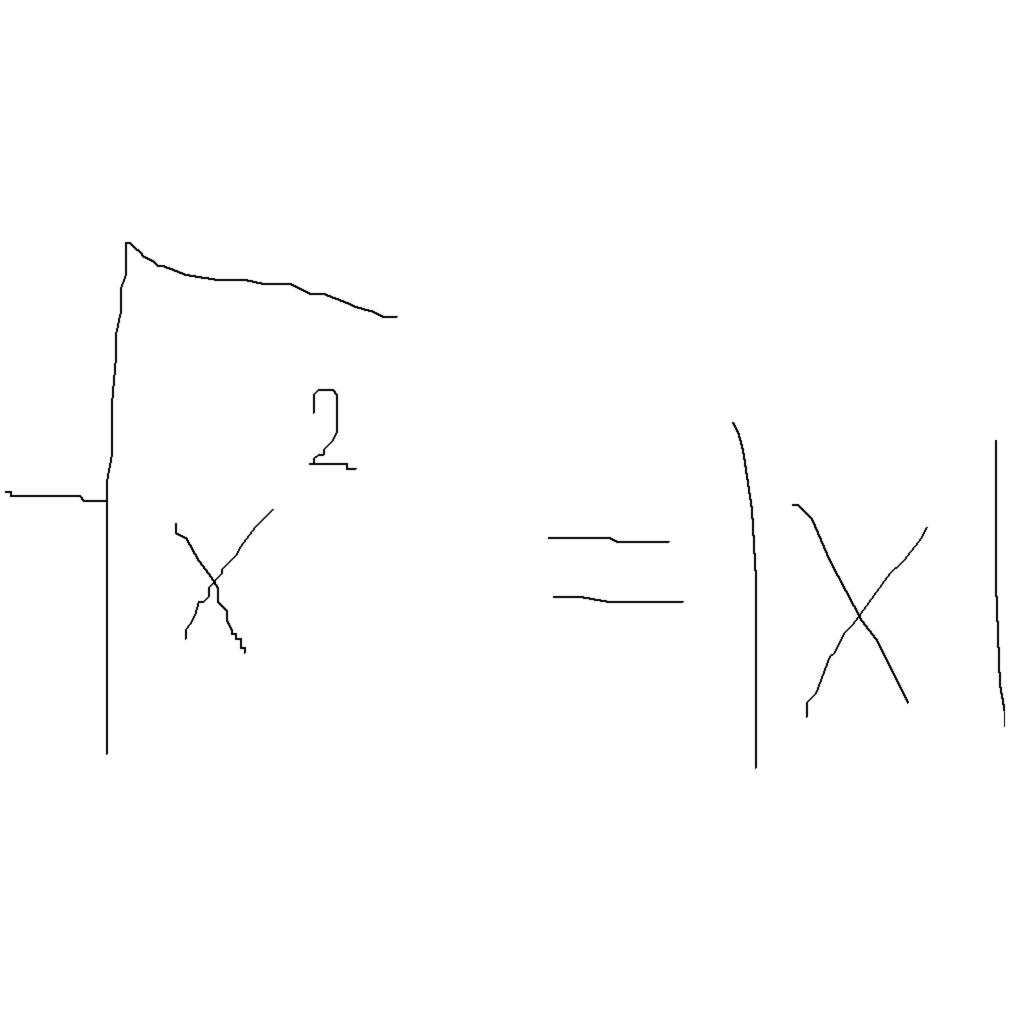 √x² = |x|